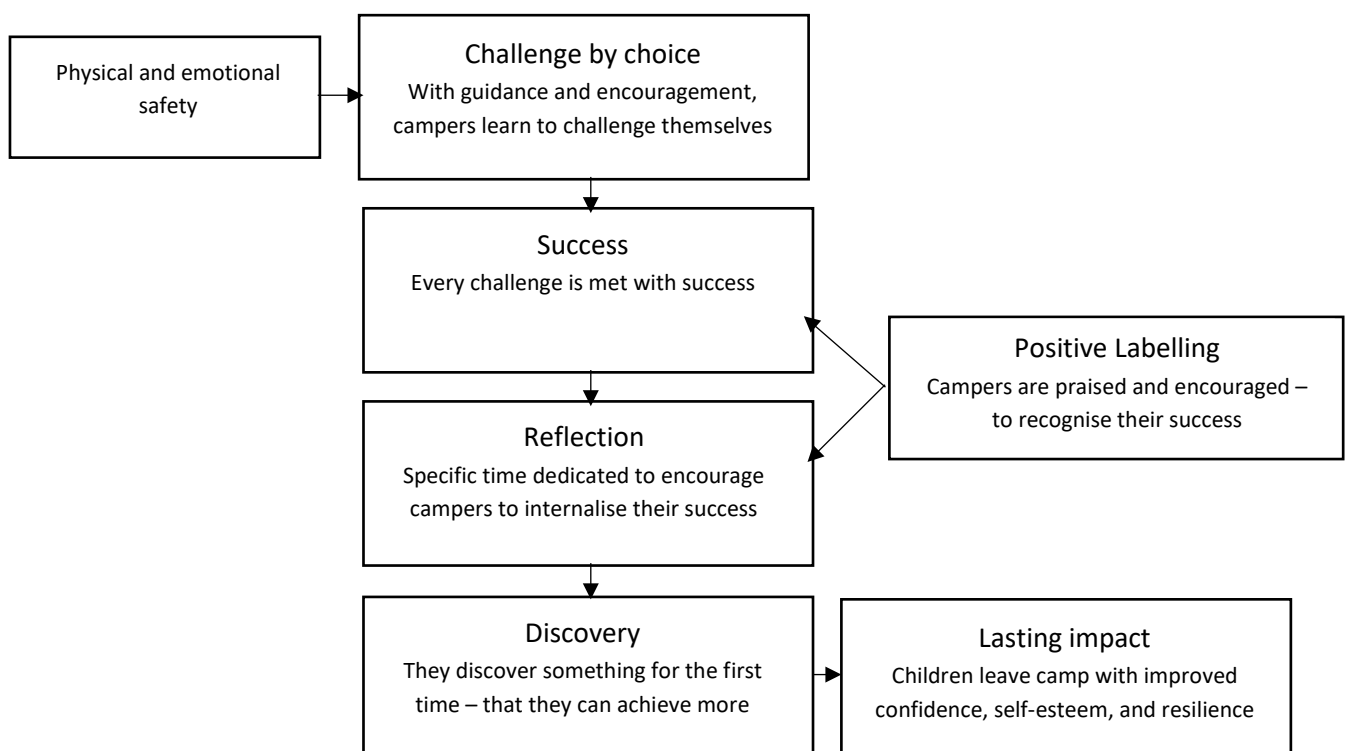 Physical and emotional
safety
Challenge by choice
With guidance and encouragement,
campers learn to challenge themselves
Success
Every challenge is met with success
Positive Labelling
Campers are praised and encouraged –
to recognise their success
Reflection
Specific time dedicated to encourage
campers to internalise their success
Discovery
They discover something for the first
time – that they can achieve more
Lasting impact
Children leave camp with improved
confidence, self-esteem, and resilience